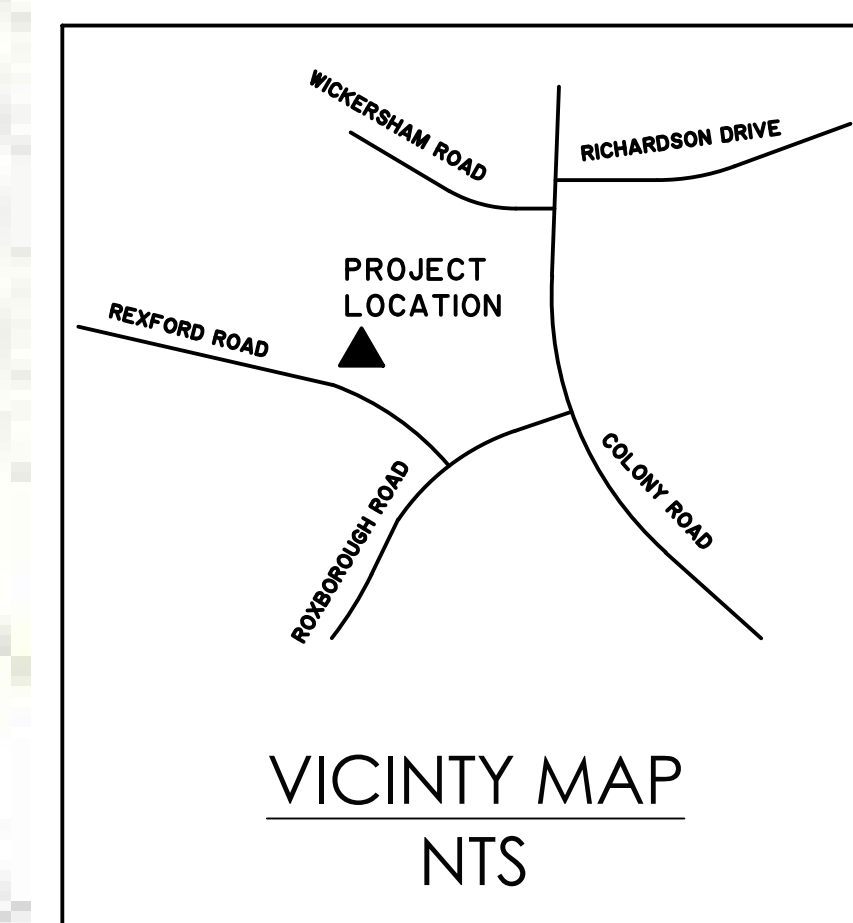 WICKERSHAM ROAD
RICHARDSON DRIVE
PROJECT
LOCATION
REXFORD ROAD
COLONY ROAD
ROXBOROUGH ROAD
VICINTY MAP
NTS